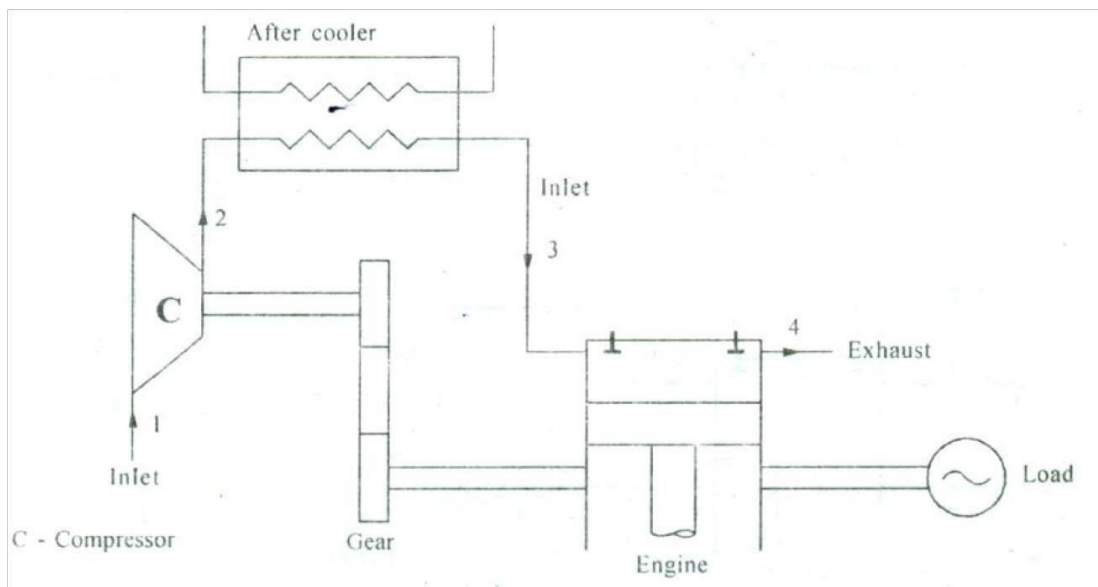 After cooler
2
Inlet
3
C
4
Exhaust
1
Inlet
Load
C - Compressor
Gear
Engine